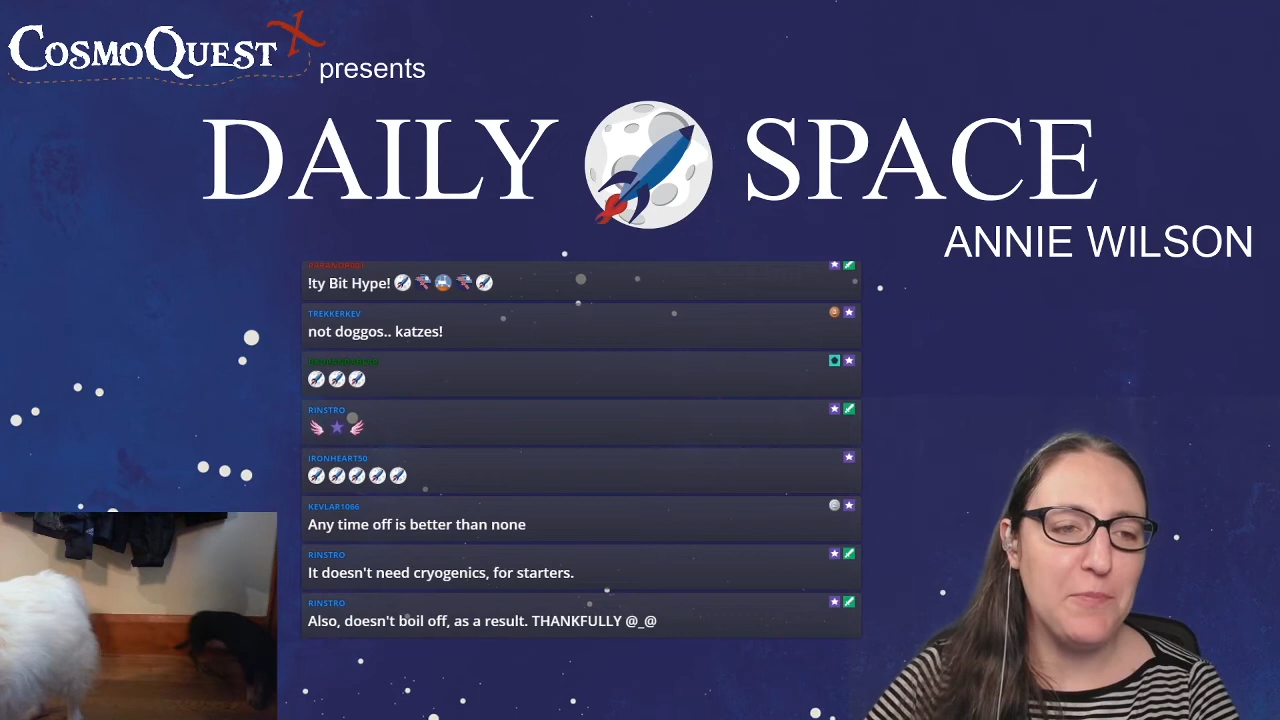 COSMOQUEST X
presents
DAILY SPACE
ANNIE WILSON
!ty Bit Hype!
TREKKERKEV
not doggos.. katzes!
RINSTRO
IRONHEART50
KEVLAR1066
Any time off is better than none
RINSTRO
It doesn't need cryogenics, for starters.
RINSTRO
Also, doesn't boil off, as a result. THANKFULLY @_@